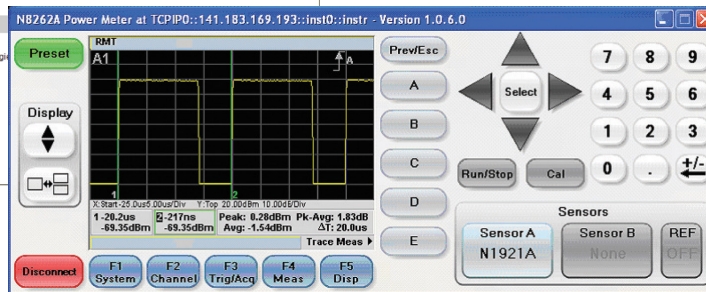 N8262A Power Meter at TCPIP0::141.183.169.193::inst0::instr - Version 1.0.6.0
Preset
RMT
A1
A
Display
1
2
X:Start-25.0us5.00us/Div Y:Top 20.00dBm 10.00dB/Div
1 -20.2us
-69.35dBm
2 -217ns
-69.35dBm
Peak: 0.28dBm Pk-Avg: 1.83dB
Avg: -1.54dBm ΔT: 20.0us
Trace Meas
Disconnect
F1
System
F2
Channel
F3
Trig/Acq
F4
Meas
F5
Disp
Prev/Esc
A
B
C
D
E
Select
Run/Stop
Cal
7 8 9
4 5 6
1 2 3
0 . +/-
Sensors
Sensor A
N1921A
Sensor B
None
REF
OFF